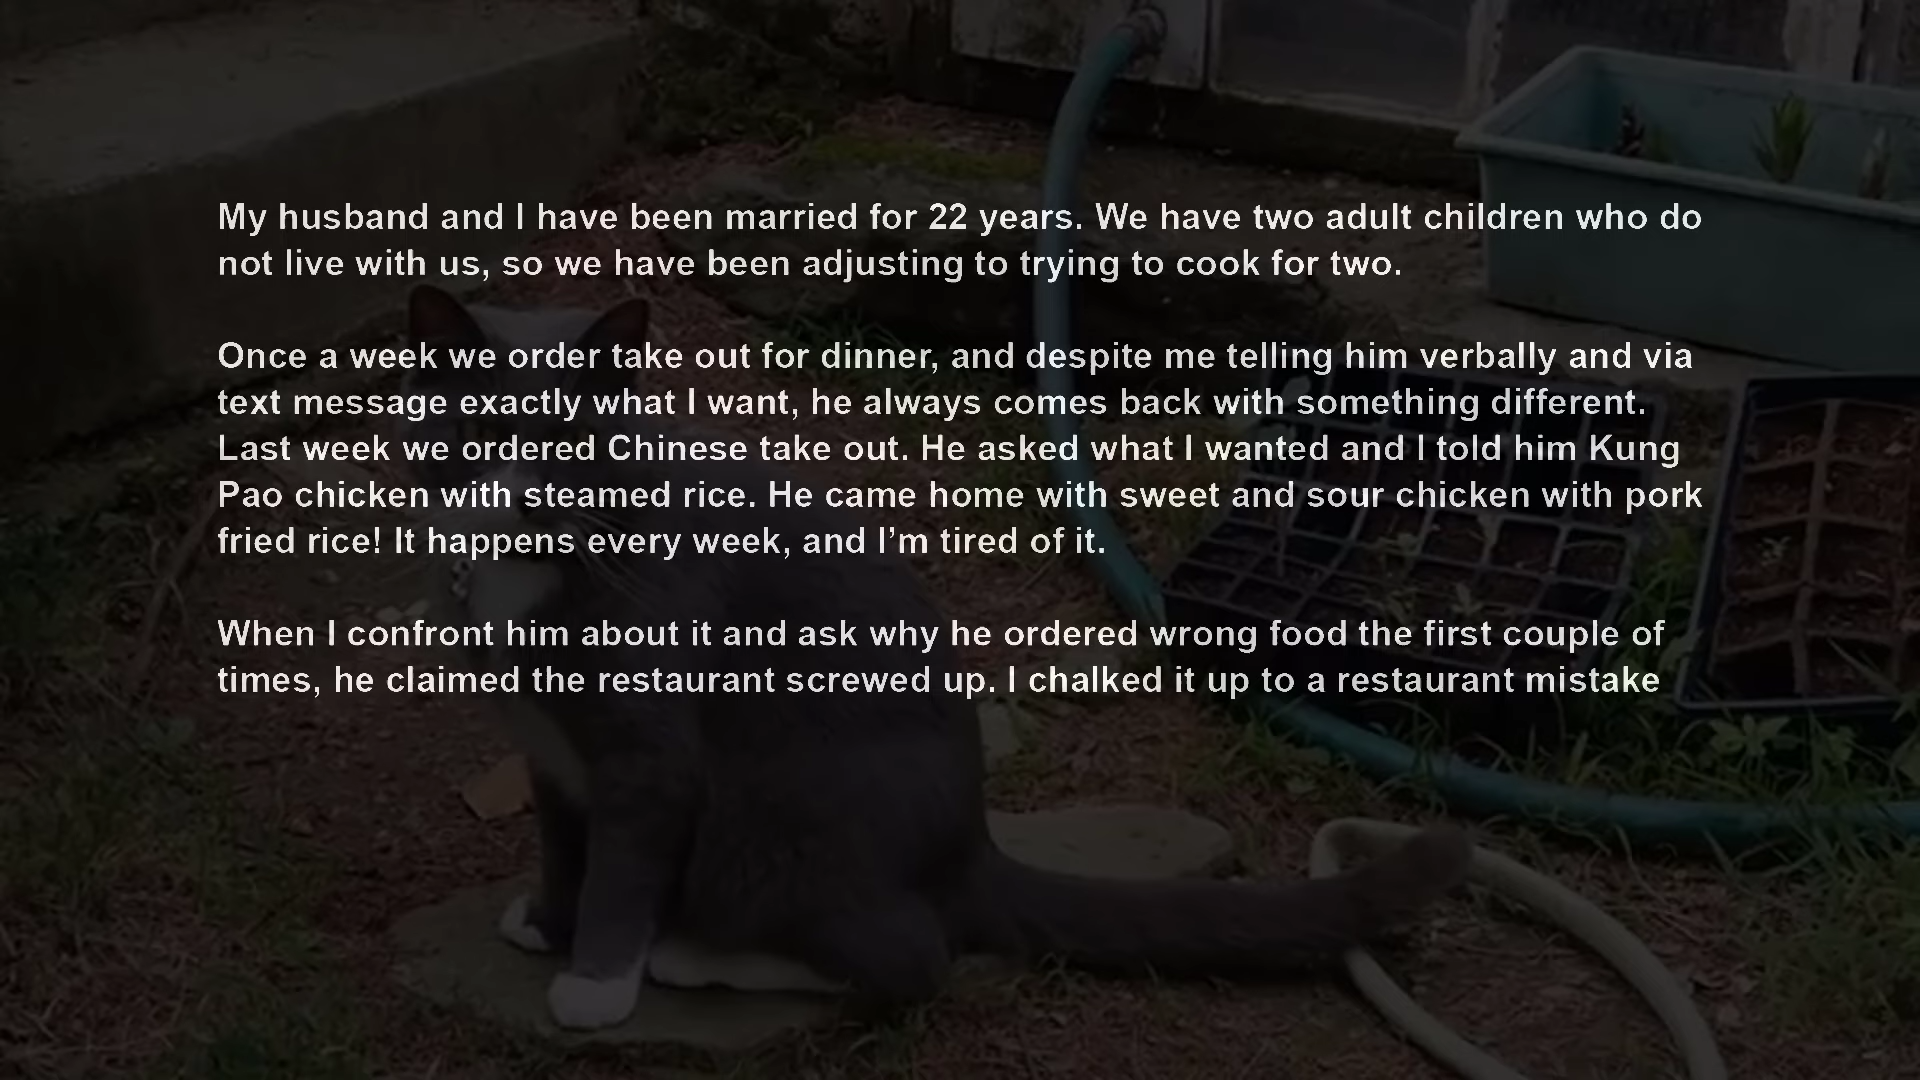 My husband and I have been married for 22 years. We have two adult children who do
not live with us, so we have been adjusting to trying to cook for two.
Once a week we order take out for dinner, and despite me telling him verbally and via
text message exactly what I want, he always comes back with something different.
Last week we ordered Chinese take out. He asked what I wanted and I told him Kung
Pao chicken with steamed rice. He came home with sweet and sour chicken with pork
fried rice! It happens every week, and I’m tired of it.
When I confront him about it and ask why he ordered wrong food the first couple of
times, he claimed the restaurant screwed up. I chalked it up to a restaurant mistake